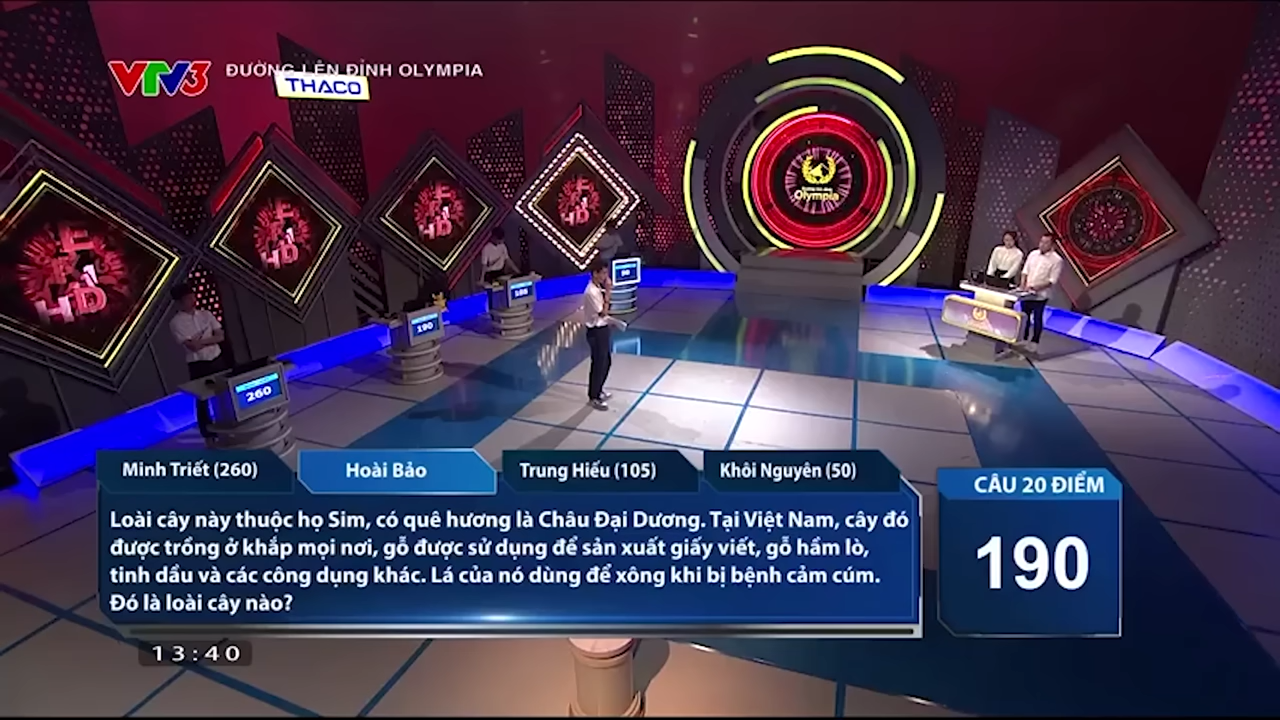 VTV3 ĐƯỜNG LÊN ĐỈNH OLYMPIA
THACO
Olympia
260
190
Minh Triết (260)
Hoài Bảo
Trung Hiếu (105)
Khôi Nguyên (50)
CÂU 20 ĐIỂM
190
Loài cây này thuộc họ Sim, có quê hương là Châu Đại Dương. Tại Việt Nam, cây đó
được trồng ở khắp mọi nơi, gỗ được sử dụng để sản xuất giấy viết, gỗ hầm lò,
tinh dầu và các công dụng khác. Lá của nó dùng để xông khi bị bệnh cảm cúm.
Đó là loài cây nào?
13:40